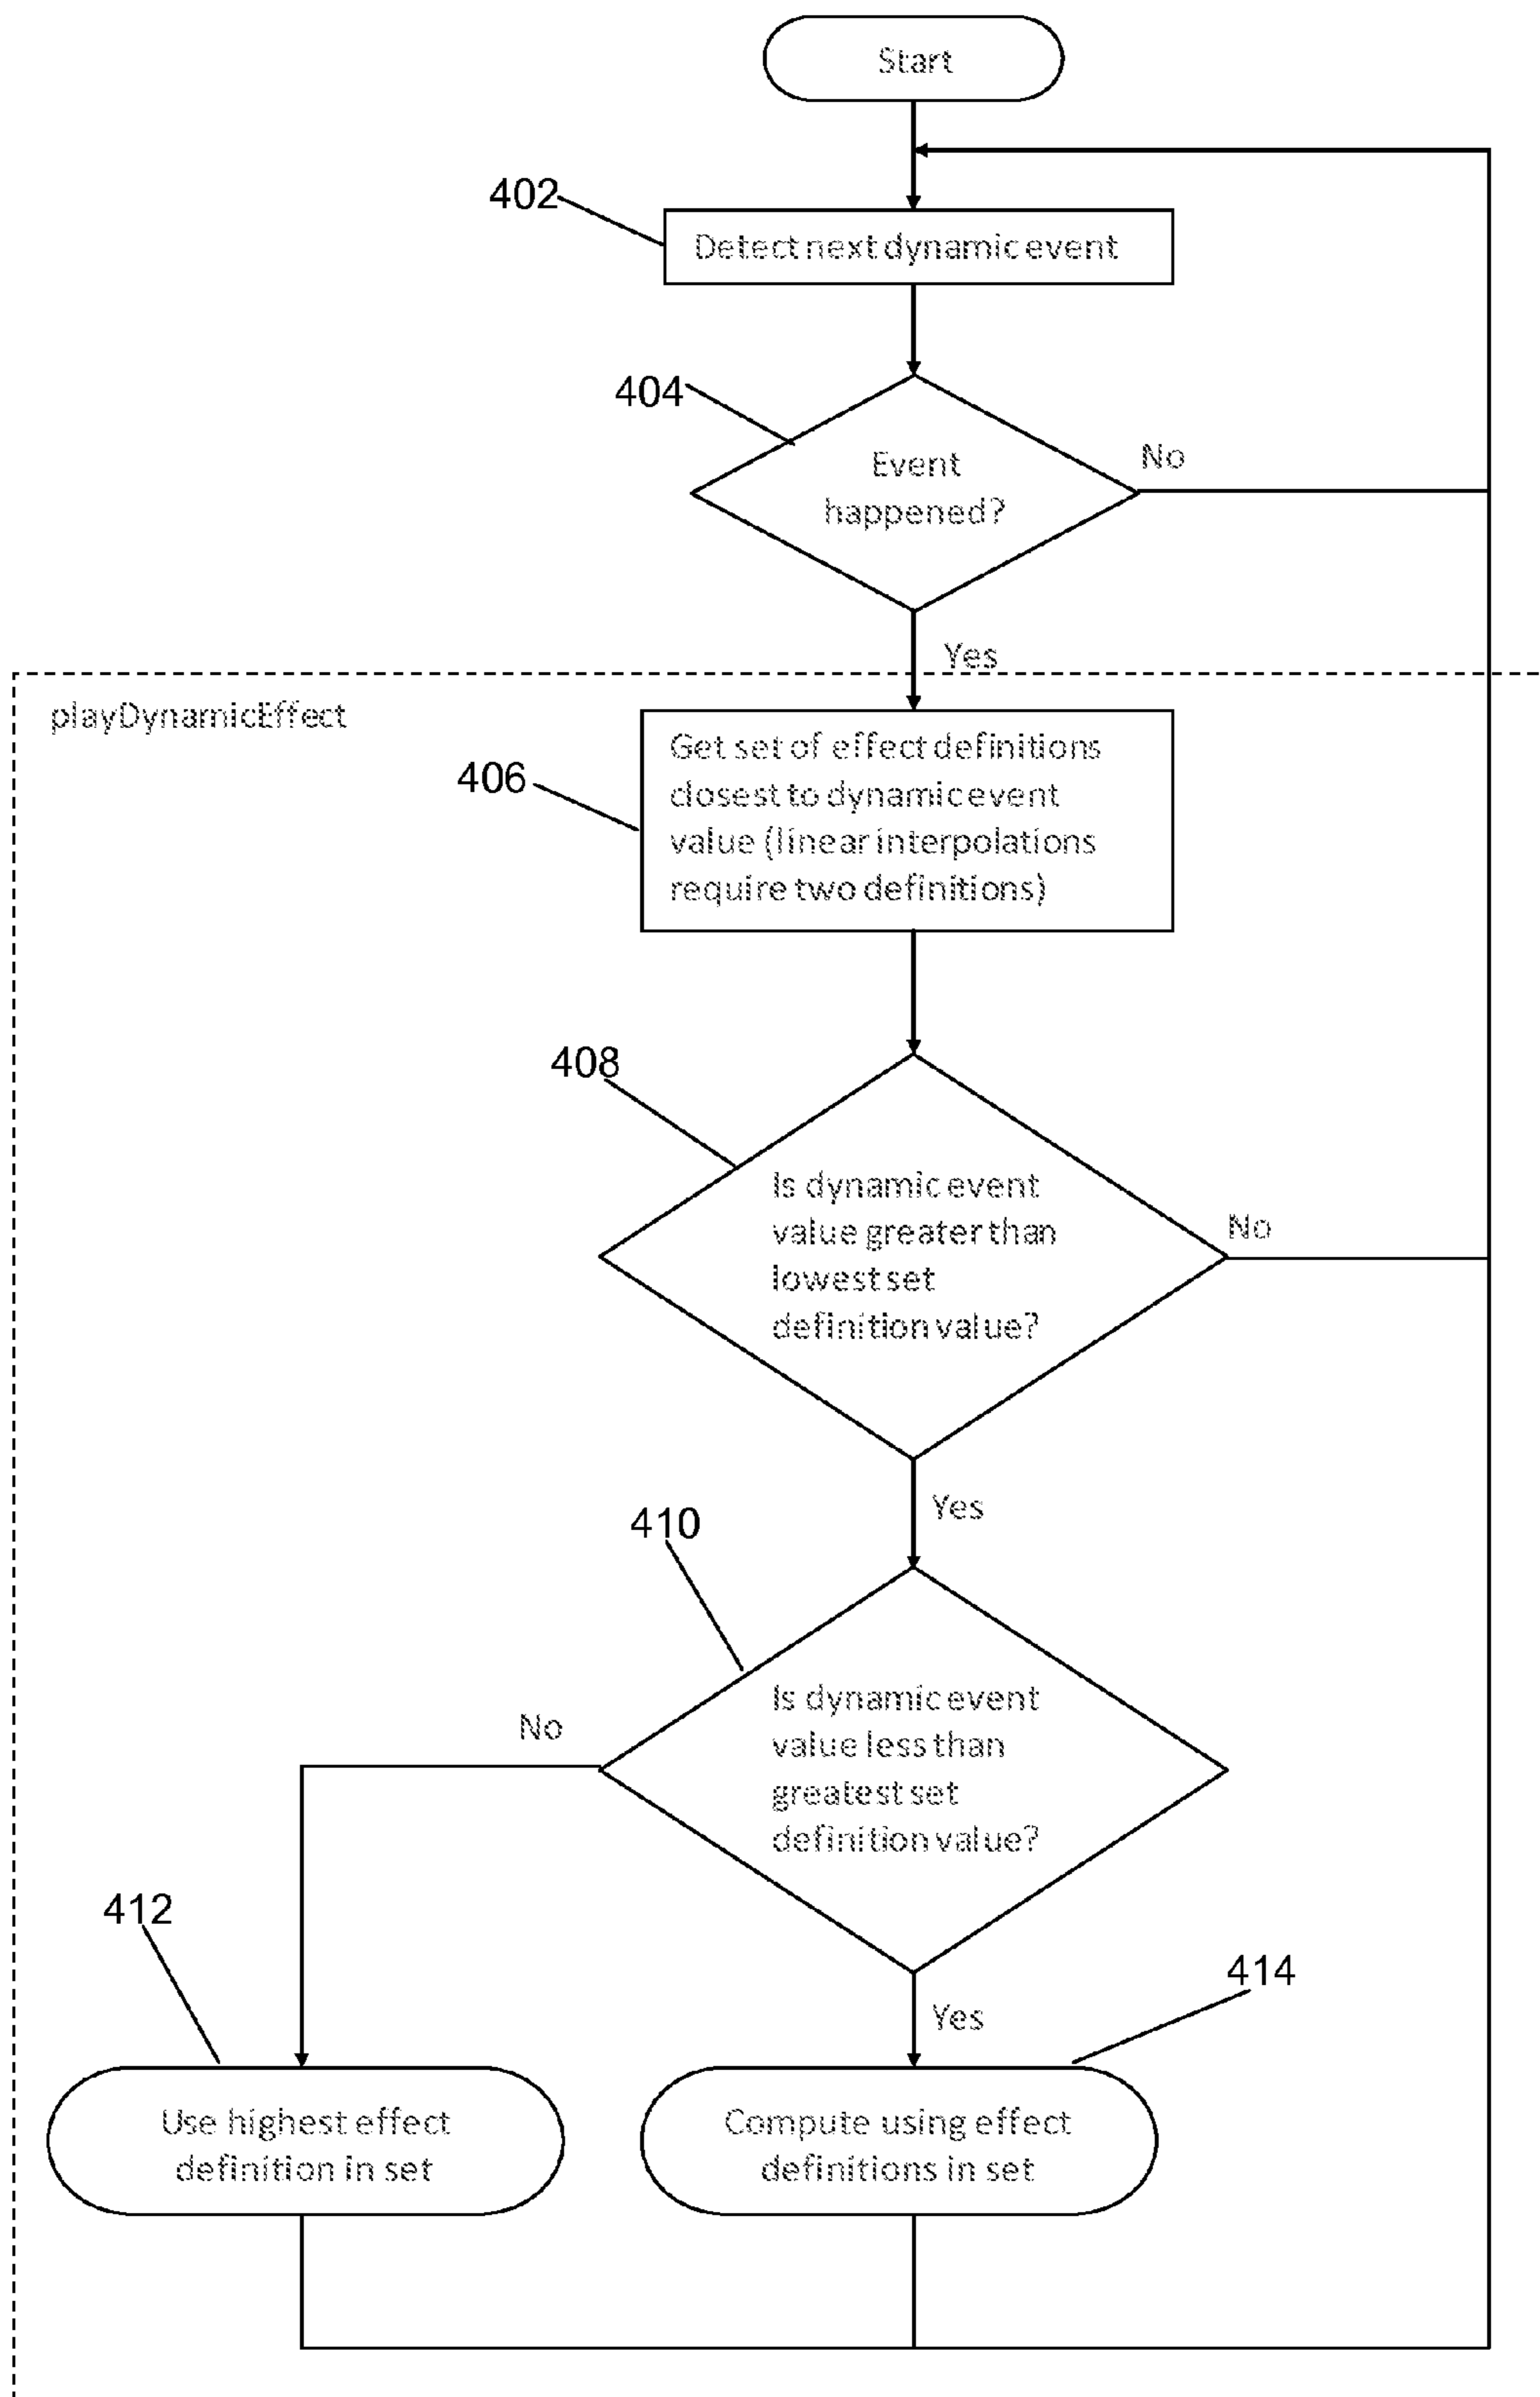 Start
402
Detect next dynamic event
404
Event
happened?
No
Yes
playDynamicEffect
406
Get set of effect definitions
closest to dynamic event
value (linear interpolations
require two definitions)
408
Is dynamic event
value greater than
lowest set
definition value?
No
Yes
410
Is dynamic event
value less than
greatest set
definition value?
No
Yes
412
414
Use highest effect
definition in set
Compute using effect
definitions in set